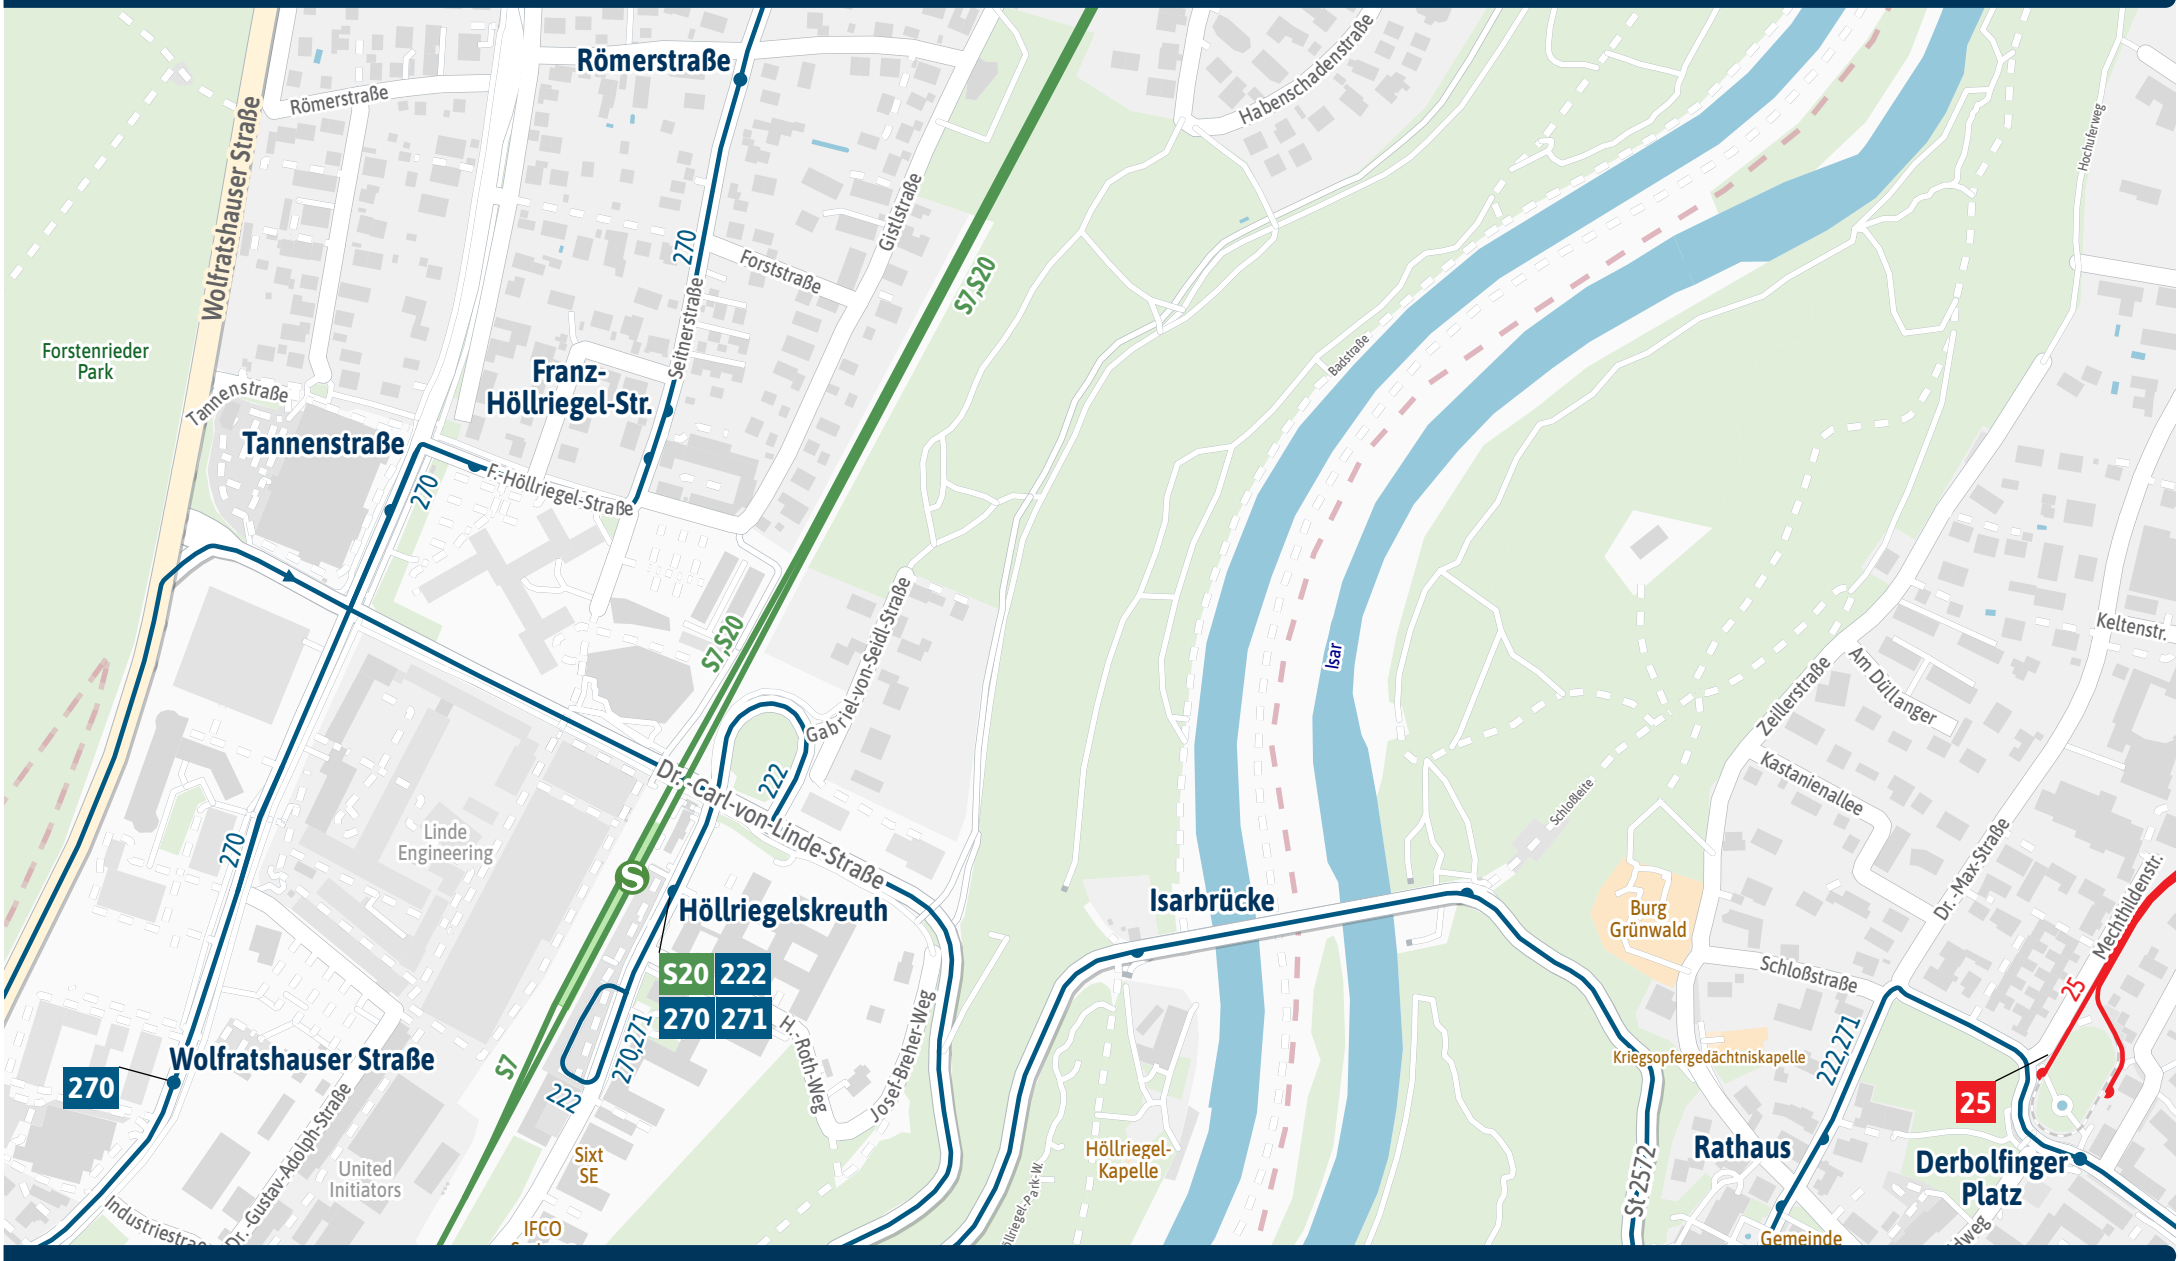 Römerstraße
Römerstraße
Habenschadenstraße
Hochuferweg
Wolfratshauser Straße
Gistlstraße
270
Forststraße
S7,S20
Seitnerstraße
Forstenrieder
Park
Badstraße
Franz-
Höllriegel-Str.
Tannenstraße
Tannenstraße
270
F.-Höllriegel-Straße
S7,S20
Gabriel-von-Seidl-Straße
Isar
Keltenstr.
Am Düllanger
Zeillerstraße
Kastanienallee
Dr.-Carl-von-Linde-Straße
222
Schloßleite
Linde
Engineering
270
S
Höllriegelskreuth
Isarbrücke
Burg
Grünwald
Dr.-Max-Straße
Mechthildenstr.
S20 222
270 271
Schloßstraße
25
H.-Roth-Weg
Josef-Breher-Weg
270,271
222
S7
Wolfratshauser Straße
270
Kriegsopfergedächtniskapelle
222,271
25
Dr.-Gustav-Adolph-Straße
United
Initiators
Industriestraß
Sixt
SE
IFCO
Höllriegel-
Kapelle
öllriegel-Park-W.
St 2572
Rathaus
Derbolfinger
Platz
Gemeinde
dweg